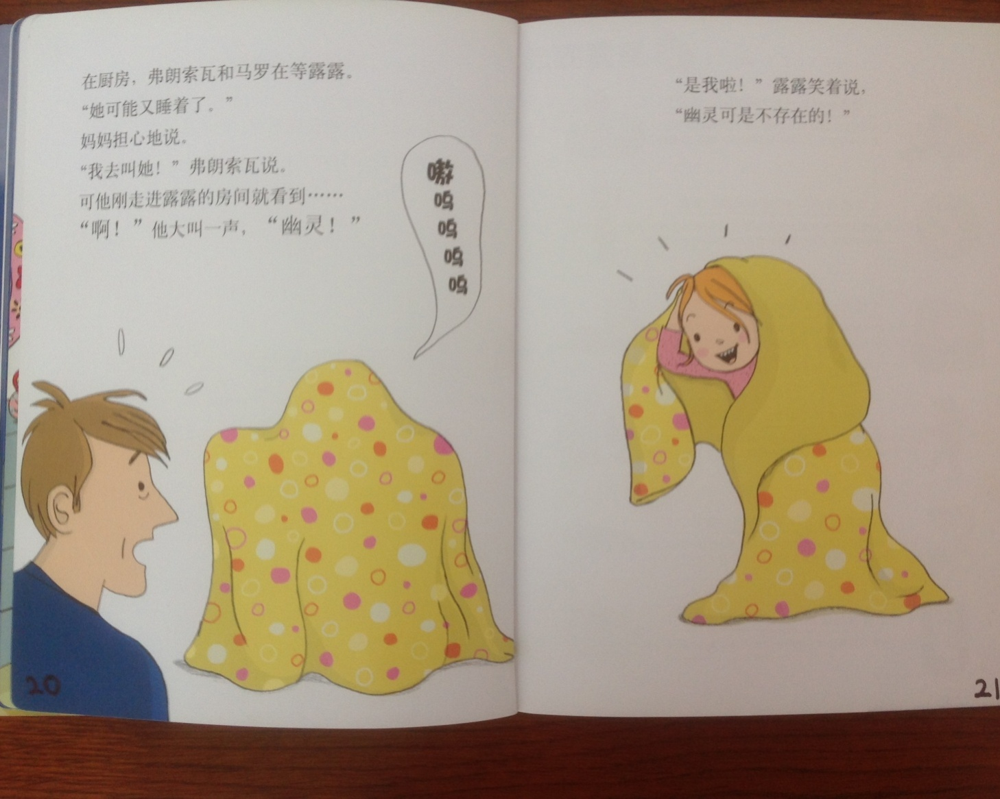 在厨房，弗朗索瓦和马罗在等露露。
“她可能又睡着了。”
妈妈担心地说。
“我去叫她！”弗朗索瓦说。
可他刚走进露露的房间就看到……
“啊！”他大叫一声，“幽灵！”
嗷
呜
呜
呜
呜
20
“是我啦！”露露笑着说，
“幽灵可是不存在的！”
21